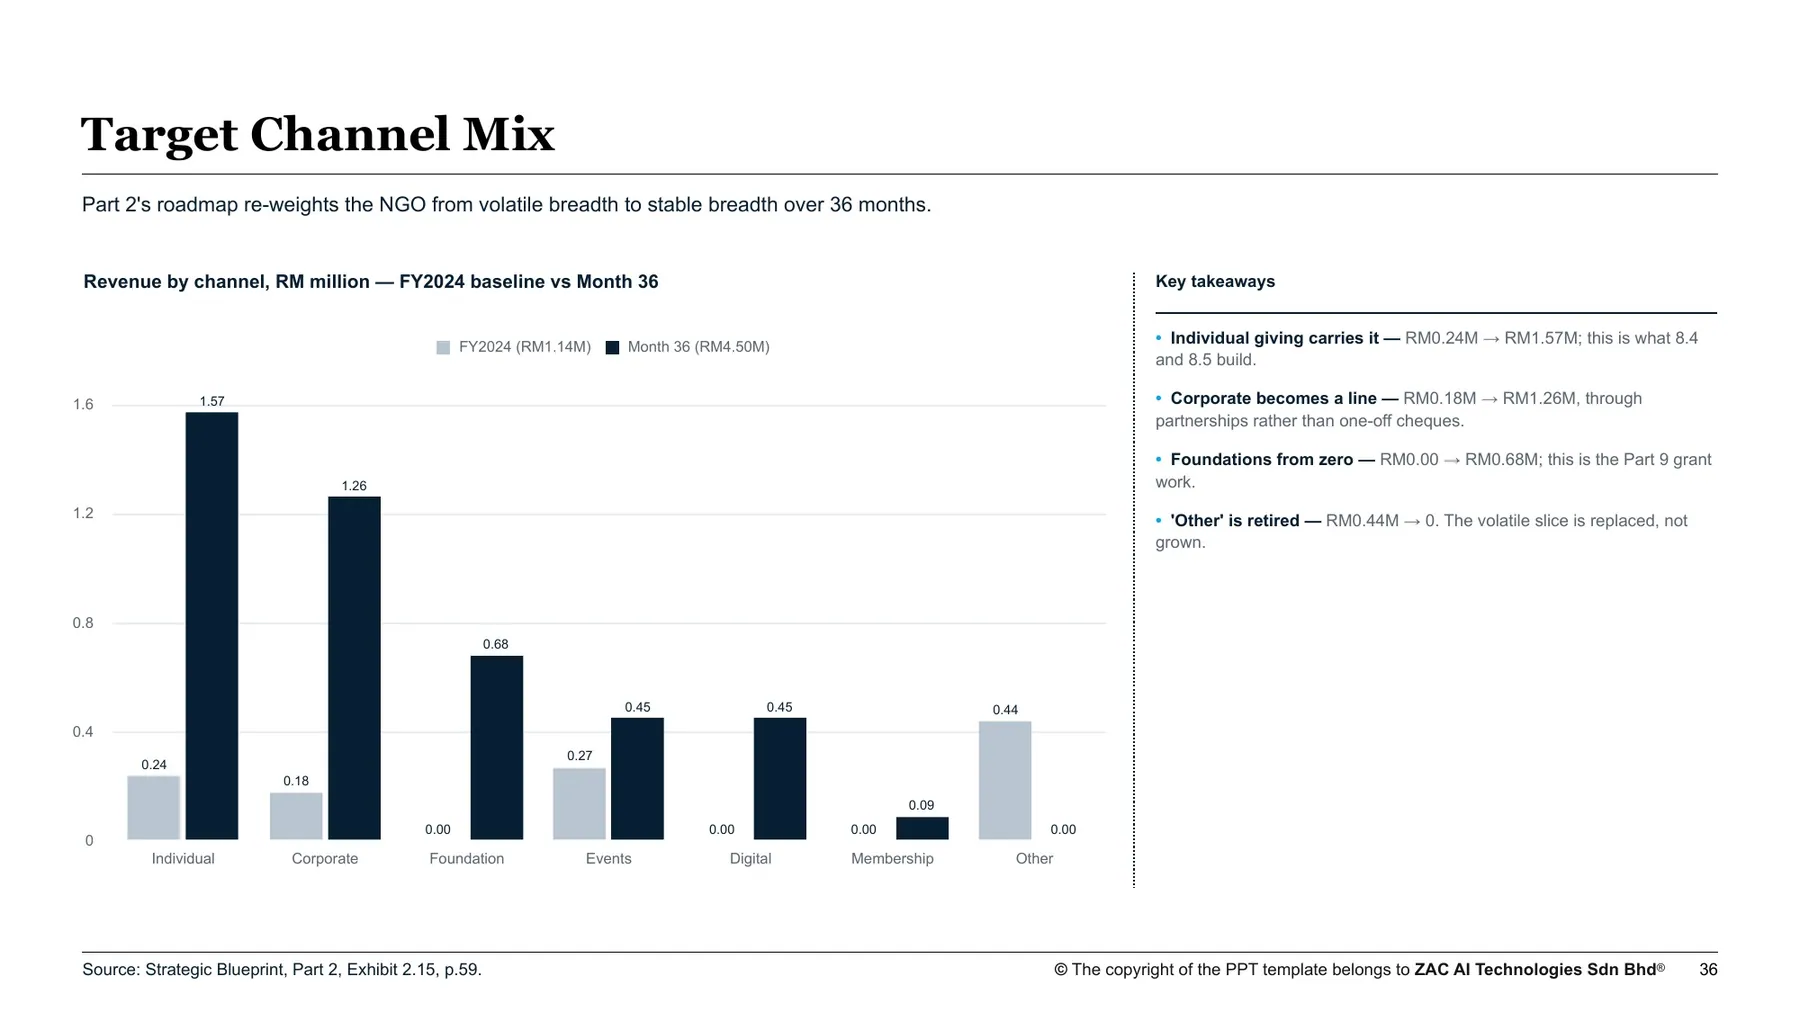 Target Channel Mix
Part 2's roadmap re-weights the NGO from volatile breadth to stable breadth over 36 months.
Revenue by channel, RM million — FY2024 baseline vs Month 36
FY2024 (RM1.14M) Month 36 (RM4.50M)
1.6
1.2
0.8
0.4
0
0.24 1.57
0.18 1.26
0.00 0.68
0.27 0.45
0.00 0.45
0.00 0.09
0.44 0.00
Individual Corporate Foundation Events Digital Membership Other
Key takeaways
• Individual giving carries it — RM0.24M → RM1.57M; this is what 8.4
and 8.5 build.
• Corporate becomes a line — RM0.18M → RM1.26M, through
partnerships rather than one-off cheques.
• Foundations from zero — RM0.00 → RM0.68M; this is the Part 9 grant
work.
• 'Other' is retired — RM0.44M → 0. The volatile slice is replaced, not
grown.
Source: Strategic Blueprint, Part 2, Exhibit 2.15, p.59.
© The copyright of the PPT template belongs to ZAC AI Technologies Sdn Bhd® 36